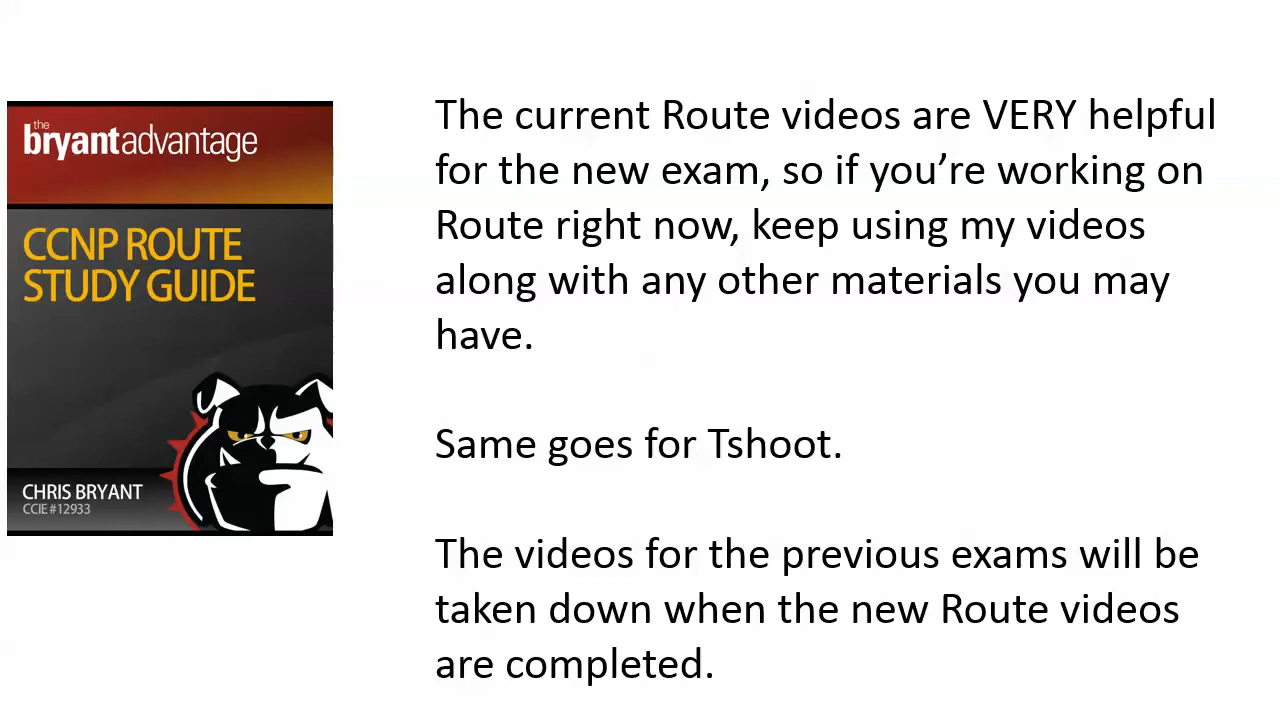 the
bryantadvantage
CCNP ROUTE
STUDY GUIDE
CHRIS BRYANT
CCIE #12933
The current Route videos are VERY helpful
for the new exam, so if you’re working on
Route right now, keep using my videos
along with any other materials you may
have.
Same goes for Tshoot.
The videos for the previous exams will be
taken down when the new Route videos
are completed.